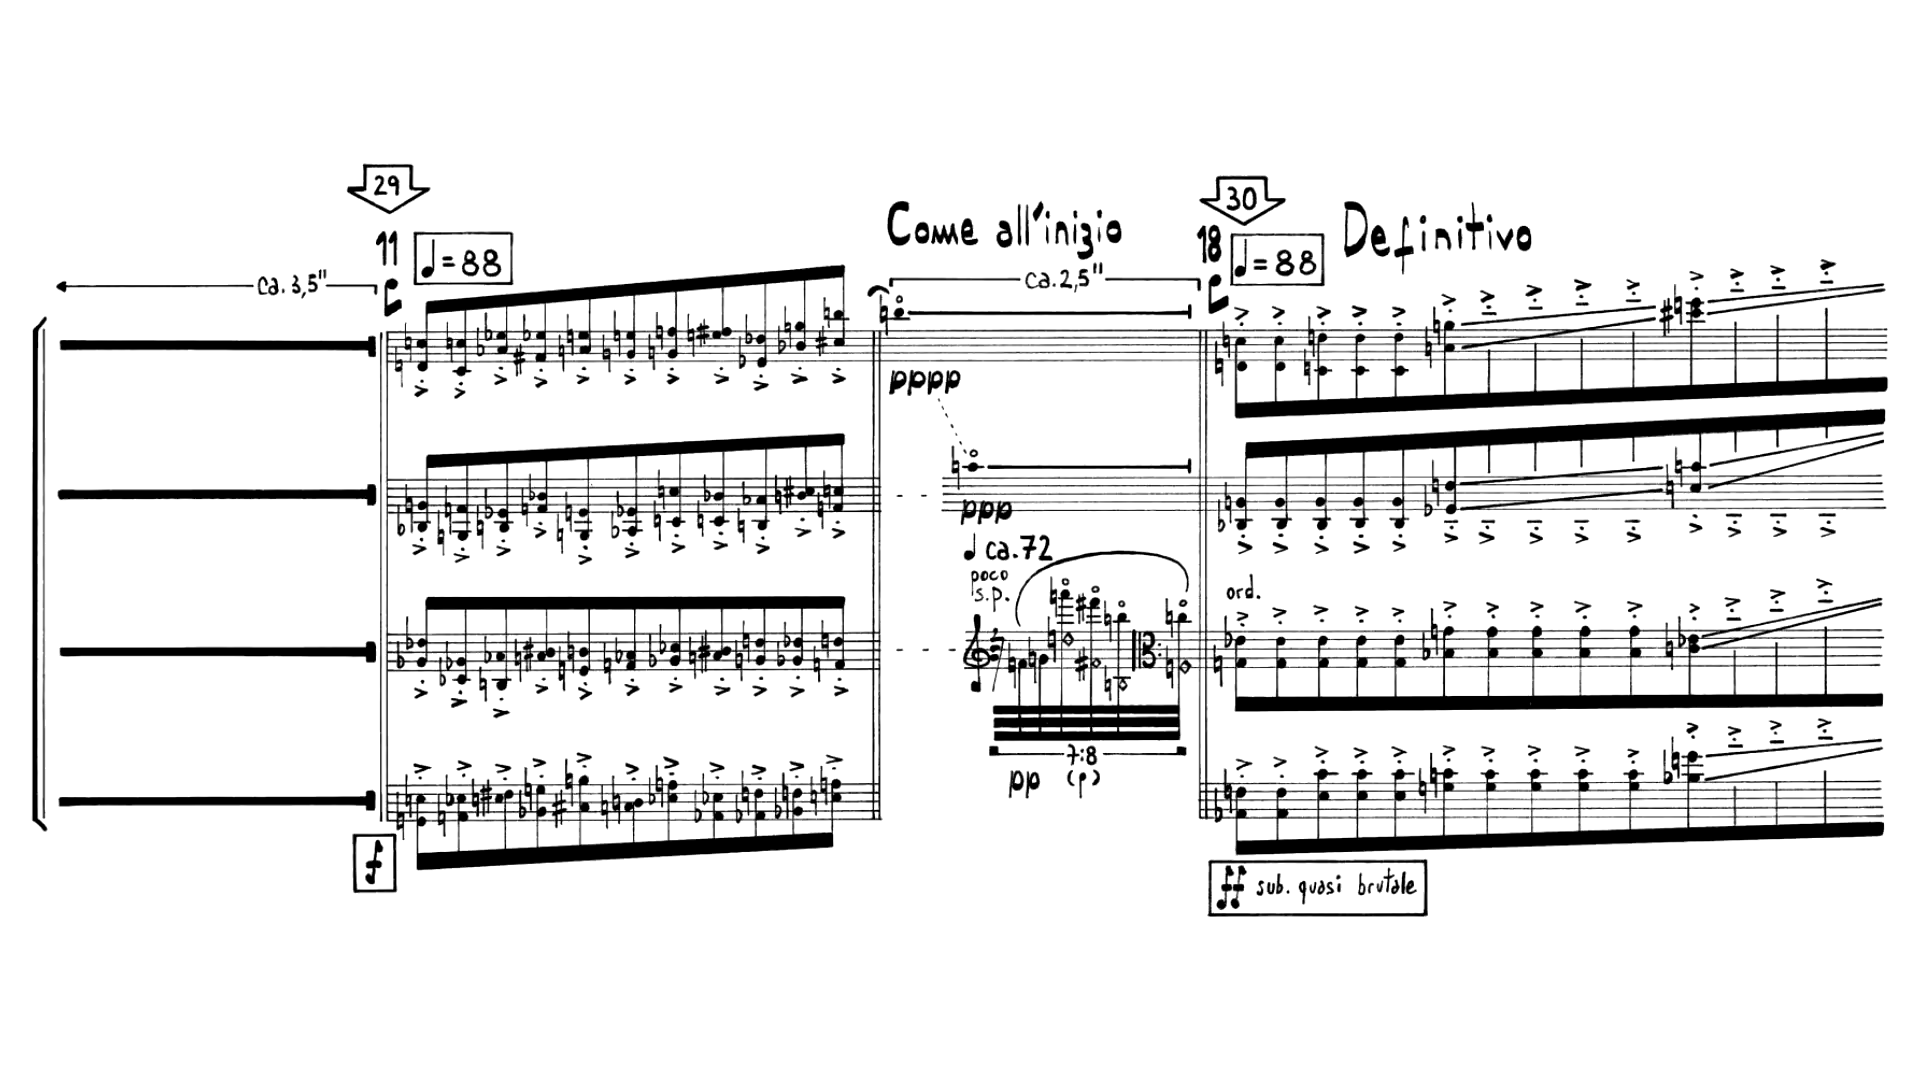 29
11
♩=88
ca. 3,5"
Come all'inizio
ca. 2,5"
30
18
♩=88
Definitivo
pppp
ppp
♩ ca. 72
poco
s.p.
7:8
pp (p)
ord.
f
ff sub. quasi brutale